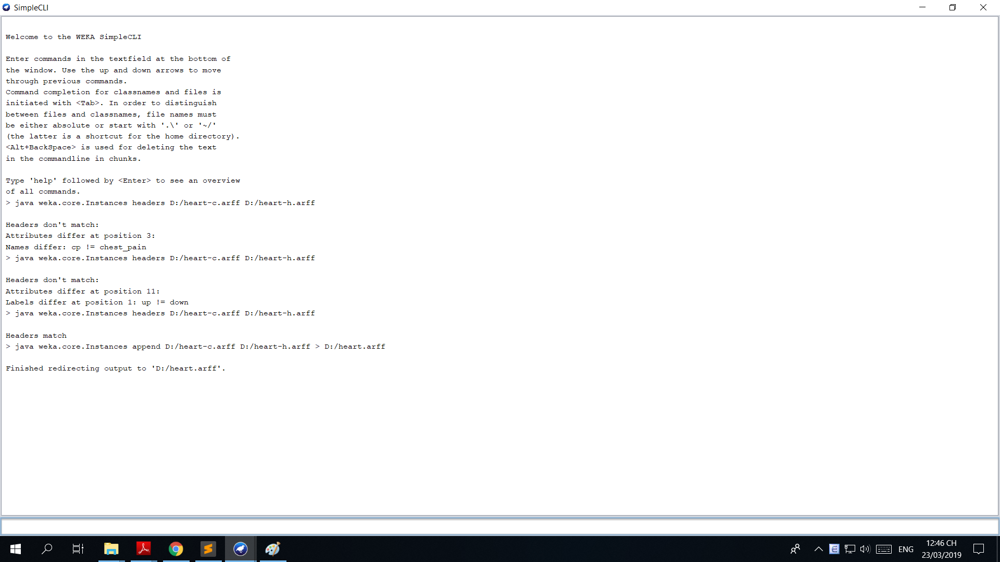 SimpleCLI
Welcome to the WEKA SimpleCLI
Enter commands in the textfield at the bottom of
the window. Use the up and down arrows to move
through previous commands.
Command completion for classnames and files is
initiated with <Tab>. In order to distinguish
between files and classnames, file names must
be either absolute or start with '.\' or '~/'
(the latter is a shortcut for the home directory).
<Alt+BackSpace> is used for deleting the text
in the commandline in chunks.
Type 'help' followed by <Enter> to see an overview
of all commands.
> java weka.core.Instances headers D:/heart-c.arff D:/heart-h.arff
Headers don't match:
Attributes differ at position 3:
Names differ: cp != chest_pain
> java weka.core.Instances headers D:/heart-c.arff D:/heart-h.arff
Headers don't match:
Attributes differ at position 11:
Labels differ at position 1: up != down
> java weka.core.Instances headers D:/heart-c.arff D:/heart-h.arff
Headers match
> java weka.core.Instances append D:/heart-c.arff D:/heart-h.arff > D:/heart.arff
Finished redirecting output to 'D:/heart.arff'.
ENG
12:46 CH
23/03/2019